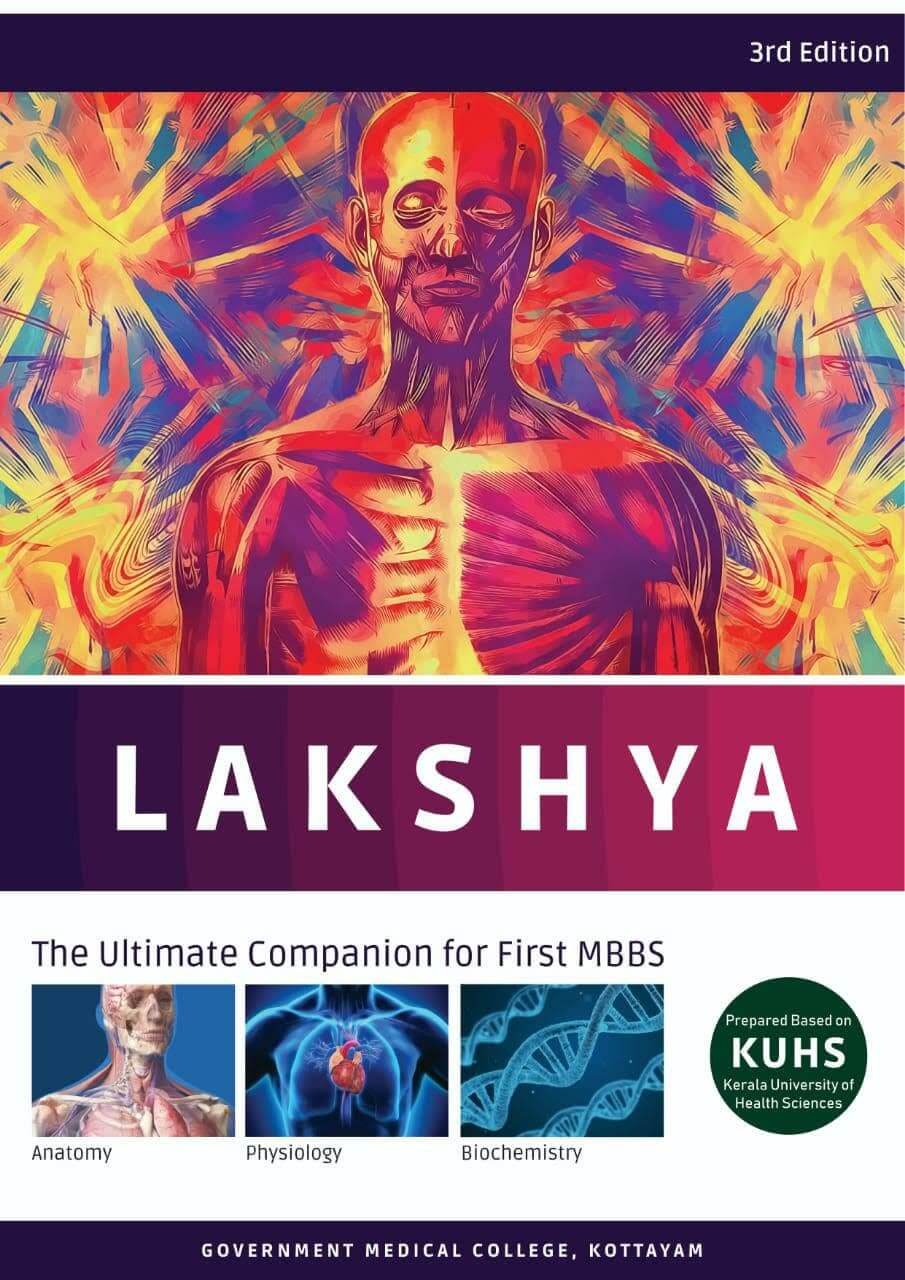 3rd Edition
LAKSHYA
The Ultimate Companion for First MBBS
Anatomy
Physiology
Biochemistry
Prepared Based on
KUHS
Kerala University of
Health Sciences
GOVERNMENT MEDICAL COLLEGE, KOTTAYAM